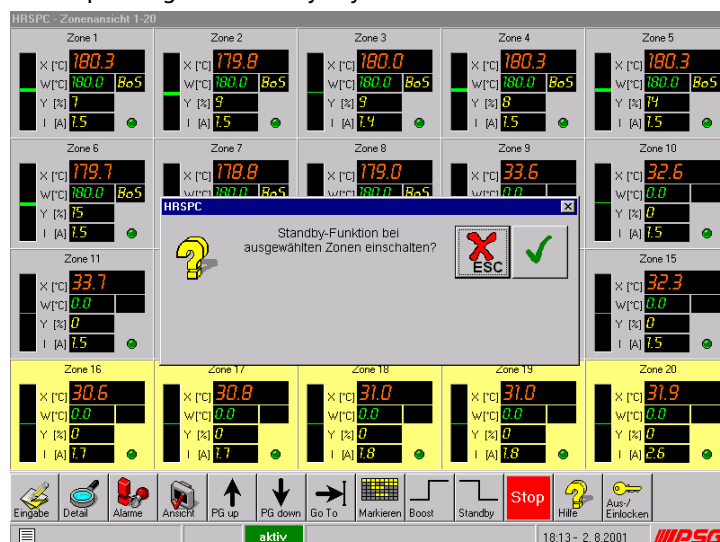 HRSPC - Zonenansicht 1-20
Zone 1 Zone 2 Zone 3 Zone 4 Zone 5
X [°C] 180.3 X [°C] 179.8 X [°C] 180.0 X [°C] 180.3 X [°C] 180.3
W[°C] 180.0 BoS W[°C] 180.0 BoS W[°C] 180.0 BoS W[°C] 180.0 BoS W[°C] 180.0 BoS
Y [%] 7 Y [%] 9 Y [%] 9 Y [%] 8 Y [%] 14
I [A] 1.5 I [A] 1.5 I [A] 1.4 I [A] 1.5 I [A] 1.5
Zone 6 Zone 7 Zone 8 Zone 9 Zone 10
X [°C] 179.7 X [°C] 178.8 X [°C] 179.0 X [°C] 33.6 X [°C] 32.6
W[°C] 180.0 BoS W[°C] 180.0 BoS W[°C] 180.0 BoS W[°C] 0.0 W[°C] 0.0
Y [%] 15 Y [%] 0
I [A] 1.5 I [A] 1.5
HRSPC
Standby-Funktion bei
ausgewählten Zonen einschalten?
ESC
Zone 11 Zone 15
X [°C] 33.7 X [°C] 32.3
W[°C] 0.0 W[°C] 0.0
Y [%] 0 Y [%] 0
I [A] 1.5 I [A] 1.5
Zone 16 Zone 17 Zone 18 Zone 19 Zone 20
X [°C] 30.6 X [°C] 30.8 X [°C] 31.0 X [°C] 31.0 X [°C] 31.9
W[°C] 0.0 W[°C] 0.0 W[°C] 0.0 W[°C] 0.0 W[°C] 0.0
Y [%] 0 Y [%] 0 Y [%] 0 Y [%] 0 Y [%] 0
I [A] 1.7 I [A] 1.7 I [A] 1.8 I [A] 1.8 I [A] 2.6
Eingabe Detail Alarme Ansicht PG up PG down Go To Markieren Boost Standby Stop Hilfe Aus-/
Einlocken
aktiv 18:13 - 2. 8.2001 PSG